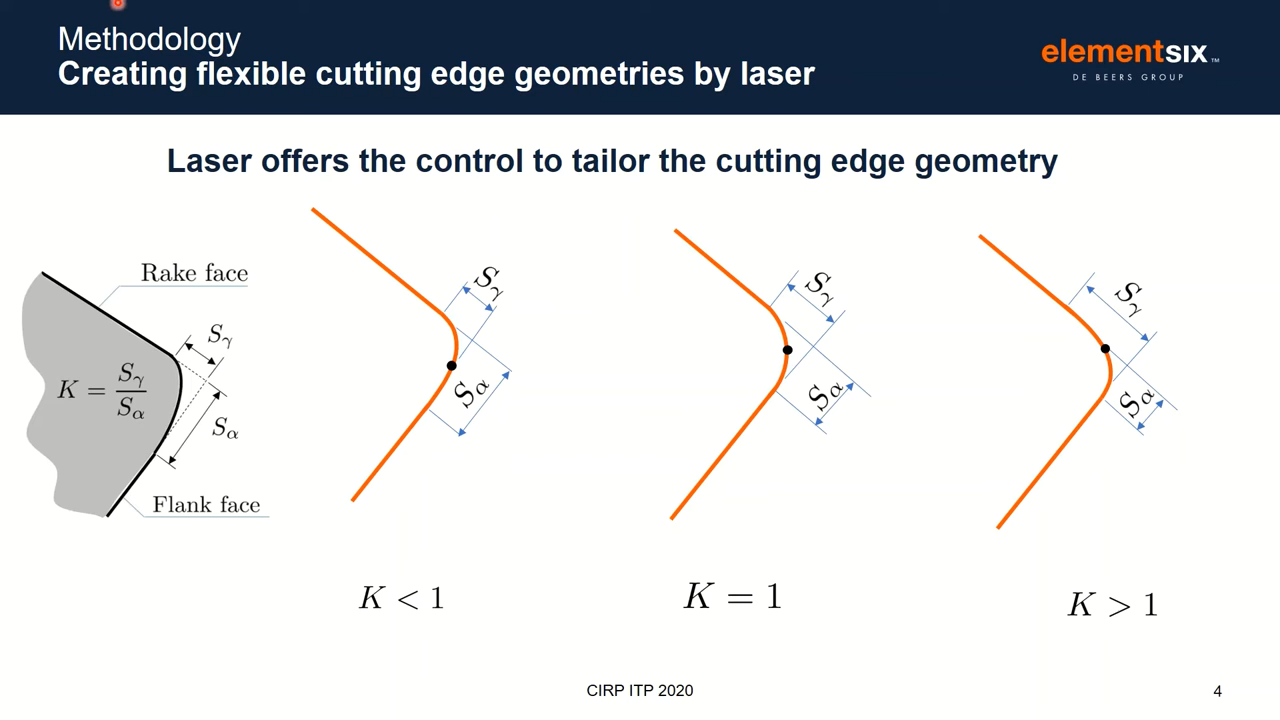 Methodology
Creating flexible cutting edge geometries by laser
elementsix™
DE BEERS GROUP
Laser offers the control to tailor the cutting edge geometry
Rake face
Sγ
K = Sγ / Sα
Sα
Flank face
Sγ
Sα
K < 1
Sγ
Sα
K = 1
Sγ
Sα
K > 1
CIRP ITP 2020
4